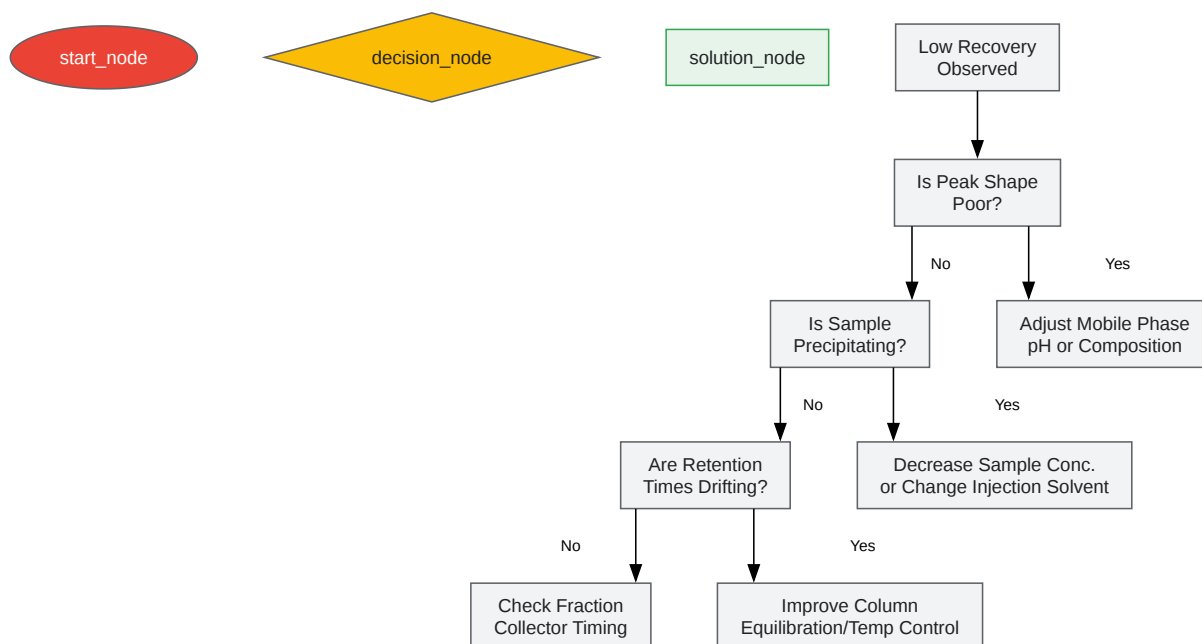 start_node
decision_node
solution_node
Low Recovery
Observed
Is Peak Shape
Poor?
No
Yes
Is Sample
Precipitating?
Adjust Mobile Phase
pH or Composition
No
Yes
Are Retention
Times Drifting?
Decrease Sample Conc.
or Change Injection Solvent
No
Yes
Check Fraction
Collector Timing
Improve Column
Equilibration/Temp Control